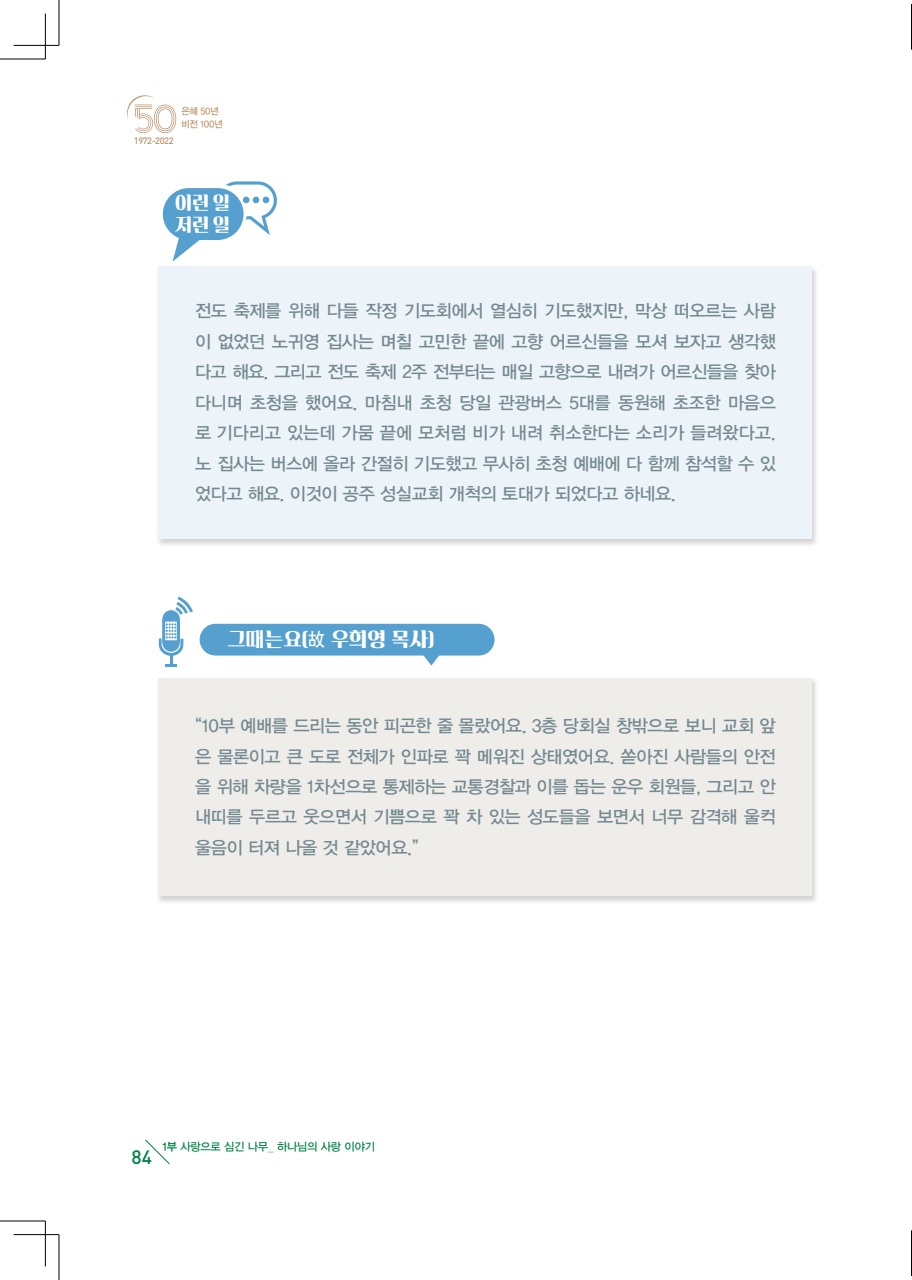 50
은혜 50년
비전 100년
1972-2022
이런 일
저런 일
전도 축제를 위해 다들 작정 기도회에서 열심히 기도했지만, 막상 떠오르는 사람
이 없었던 노귀영 집사는 며칠 고민한 끝에 고향 어르신들을 모셔 보자고 생각했
다고 해요. 그리고 전도 축제 2주 전부터는 매일 고향으로 내려가 어르신들을 찾아
다니며 초청을 했어요. 마침내 초청 당일 관광버스 5대를 동원해 초조한 마음으
로 기다리고 있는데 가뭄 끝에 모처럼 비가 내려 취소한다는 소리가 들려왔다고.
노 집사는 버스에 올라 간절히 기도했고 무사히 초청 예배에 다 함께 참석할 수 있
었다고 해요. 이것이 공주 성실교회 개척의 토대가 되었다고 하네요.
그때는요(故 우희영 목사)
“10부 예배를 드리는 동안 피곤한 줄 몰랐어요. 3층 당회실 창밖으로 보니 교회 앞
은 물론이고 큰 도로 전체가 인파로 꽉 메워진 상태였어요. 쏟아진 사람들의 안전
을 위해 차량을 1차선으로 통제하는 교통경찰과 이를 돕는 운우 회원들, 그리고 안
내띠를 두르고 웃으면서 기쁨으로 꽉 차 있는 성도들을 보면서 너무 감격해 울컥
울음이 터져 나올 것 같았어요.”
84 1부 사랑으로 심긴 나무_ 하나님의 사랑 이야기